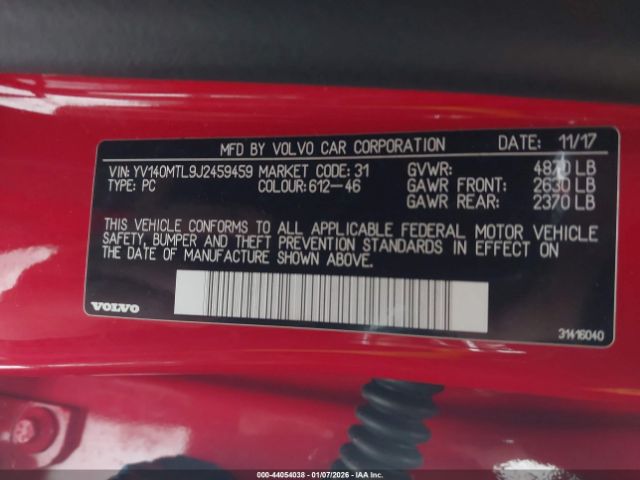 MFD BY VOLVO CAR CORPORATION DATE: 11/17
VIN: YV140MTL9J2459459 MARKET CODE: 31 GVWR: 4870 LB
TYPE: PC COLOUR: 612-46 GAWR FRONT: 2630 LB
GAWR REAR: 2370 LB
THIS VEHICLE CONFORMS TO ALL APPLICABLE FEDERAL MOTOR VEHICLE
SAFETY, BUMPER AND THEFT PREVENTION STANDARDS IN EFFECT ON
THE DATE OF MANUFACTURE SHOWN ABOVE.
VOLVO
31416040
000-44054038 - 01/07/2026 - IAA, Inc.